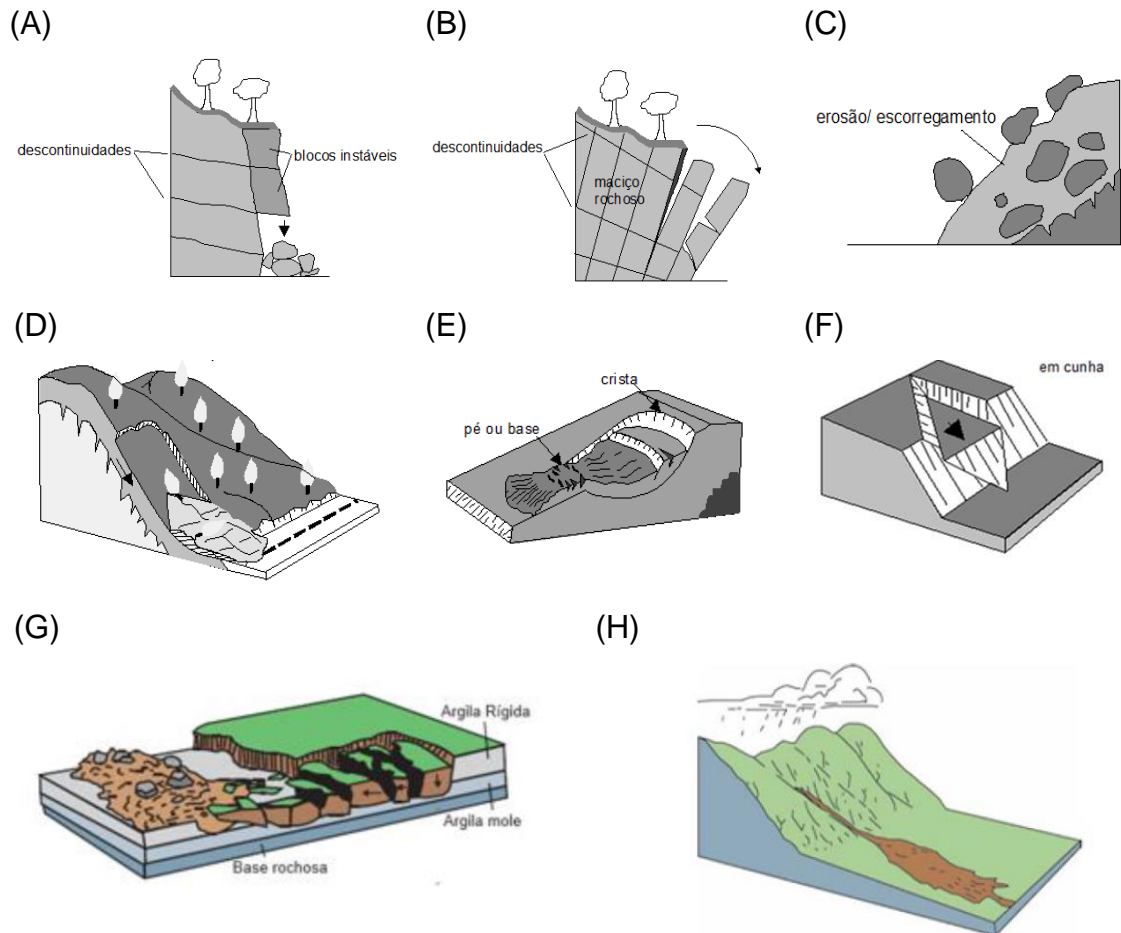 (A)
(B)
(C)
descontinuidades
blocos instáveis
descontinuidades
maciço
rochoso
erosão/ escorregamento
(D)
(E)
(F)
crista
pé ou base
em cunha
(G)
(H)
Argila Rígida
Argila mole
Base rochosa